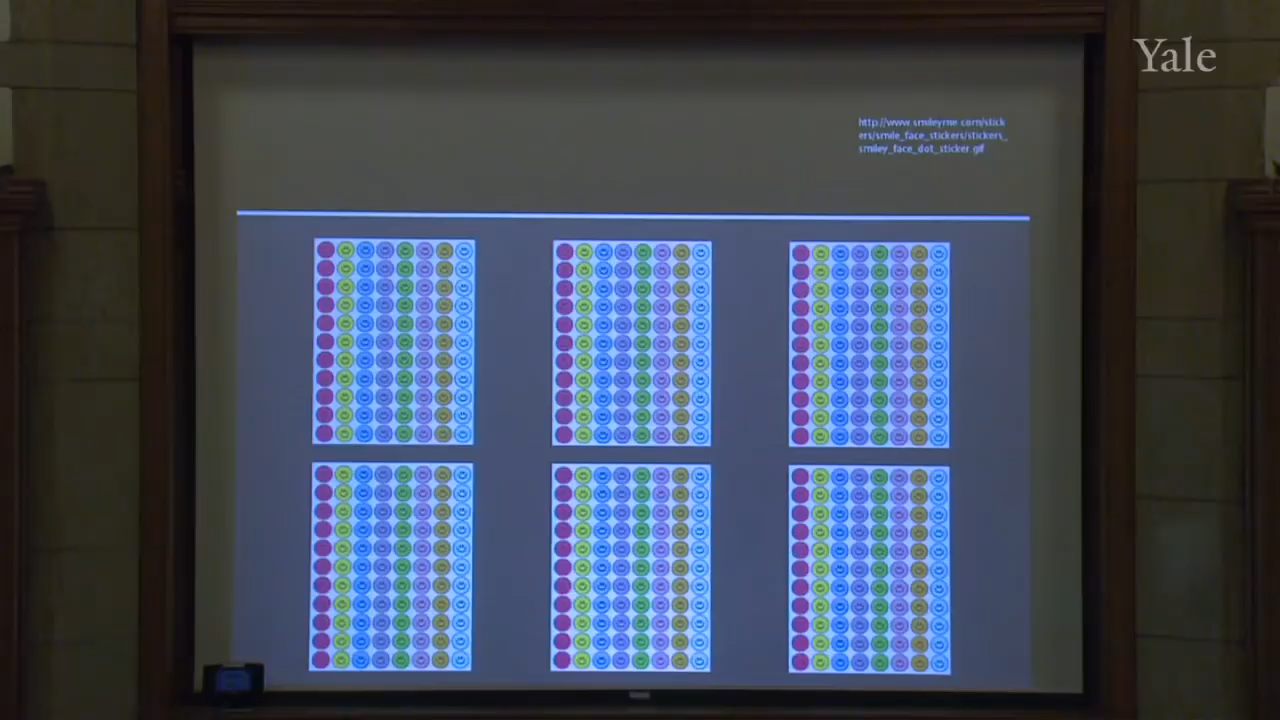 Yale
http://www.smileyme.com/stick
ers/smile_face_stickers/stickers_
smiley_face_dot_sticker.gif